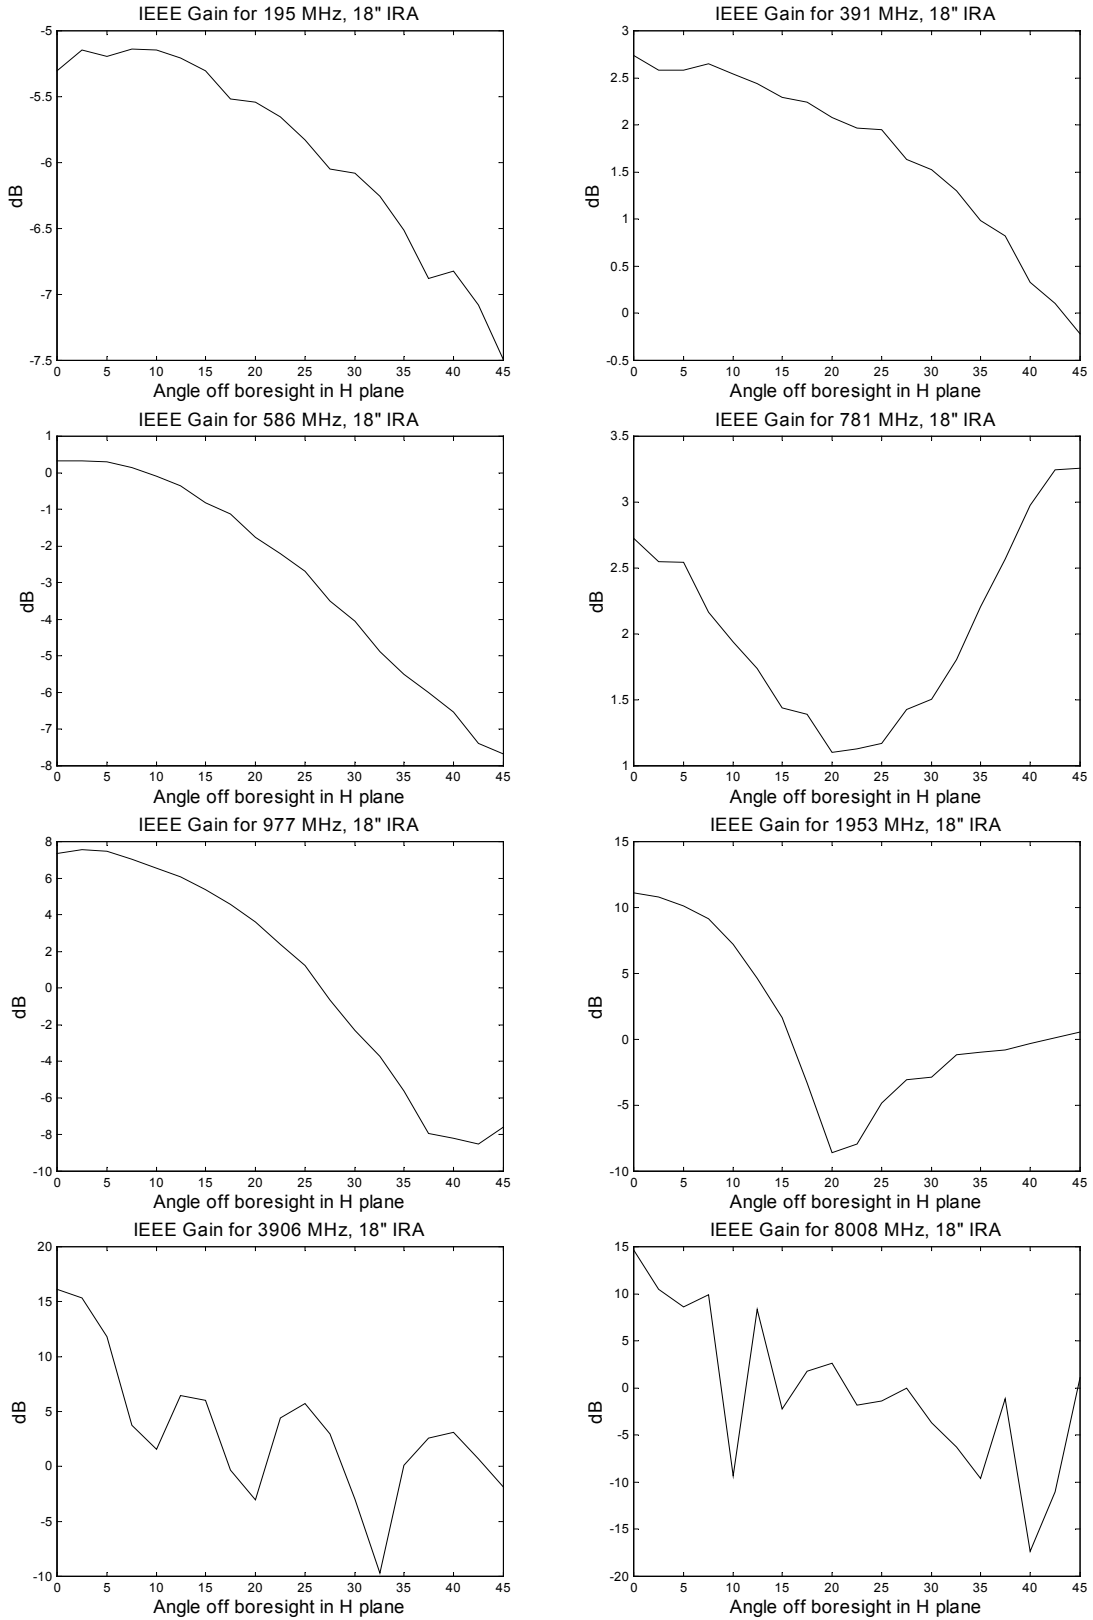 IEEE Gain for 195 MHz, 18" IRA
-5
-5.5
-6
-6.5
-7
-7.5
dB
0 5 10 15 20 25 30 35 40 45
Angle off boresight in H plane
IEEE Gain for 391 MHz, 18" IRA
3
2.5
2
1.5
1
0.5
0
-0.5
dB
0 5 10 15 20 25 30 35 40 45
Angle off boresight in H plane
IEEE Gain for 586 MHz, 18" IRA
1
0
-1
-2
-3
-4
-5
-6
-7
-8
dB
0 5 10 15 20 25 30 35 40 45
Angle off boresight in H plane
IEEE Gain for 781 MHz, 18" IRA
3.5
3
2.5
2
1.5
1
dB
0 5 10 15 20 25 30 35 40 45
Angle off boresight in H plane
IEEE Gain for 977 MHz, 18" IRA
8
6
4
2
0
-2
-4
-6
-8
-10
dB
0 5 10 15 20 25 30 35 40 45
Angle off boresight in H plane
IEEE Gain for 1953 MHz, 18" IRA
15
10
5
0
-5
-10
dB
0 5 10 15 20 25 30 35 40 45
Angle off boresight in H plane
IEEE Gain for 3906 MHz, 18" IRA
20
15
10
5
0
-5
-10
dB
0 5 10 15 20 25 30 35 40 45
Angle off boresight in H plane
IEEE Gain for 8008 MHz, 18" IRA
15
10
5
0
-5
-10
-15
-20
dB
0 5 10 15 20 25 30 35 40 45
Angle off boresight in H plane